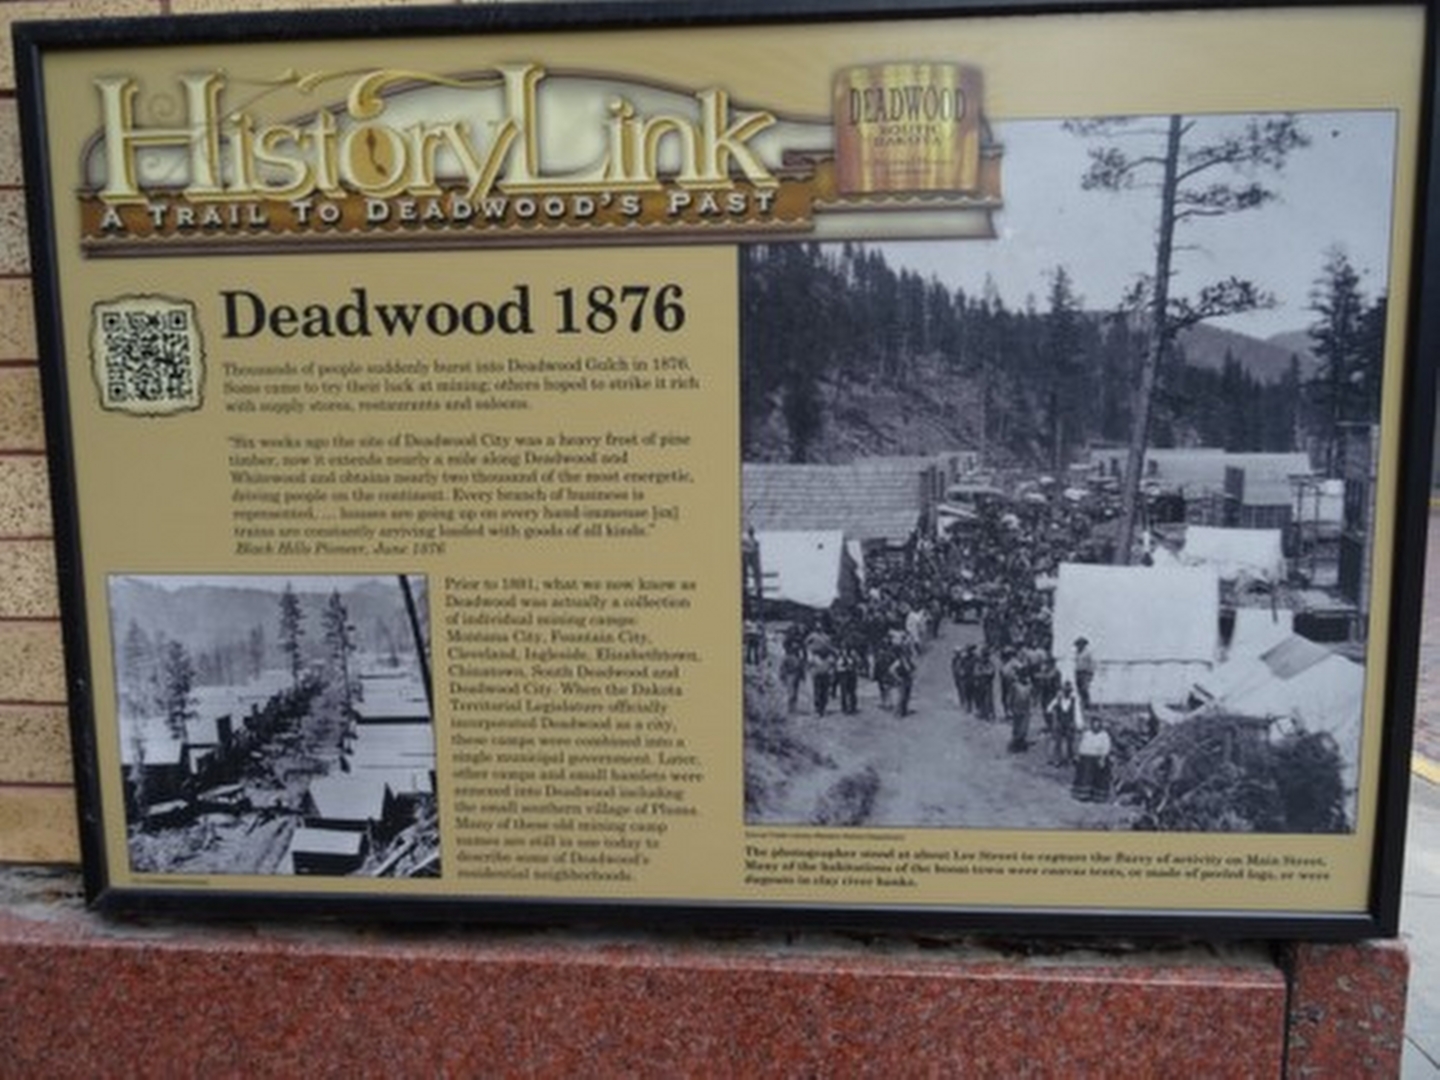 HistoryLink
A TRAIL TO DEADWOOD'S PAST
DEADWOOD
SOUTH
DAKOTA
Deadwood 1876
Thousands of people suddenly burst into Deadwood Gulch in 1876.
Some came to try their luck at mining; others hoped to strike it rich
with supply stores, restaurants and saloons.
"Six weeks ago the site of Deadwood City was a heavy frost of pine
timber, now it extends nearly a mile along Deadwood and
Whitewood and obtains nearly two thousand of the most energetic,
driving people on the continent. Every branch of business is
represented, ... houses are going up on every hand-immense [ox]
trains are constantly arriving loaded with goods of all kinds."
Black Hills Pioneer, June 1876
Prior to 1881, what we now know as
Deadwood was actually a collection
of individual mining camps:
Montana City, Fountain City,
Cleveland, Ingleside, Elizabethtown,
Chinatown, South Deadwood and
Deadwood City. When the Dakota
Territorial Legislature officially
incorporated Deadwood as a city,
these camps were combined into a
single municipal government. Later,
other camps and small hamlets were
annexed into Deadwood including
the small southern village of Pluma.
Many of these old mining camp
names are still in use today to
describe some of Deadwood's
residential neighborhoods.
The photographer stood at about Lee Street to capture the flurry of activity on Main Street.
Many of the habitations of the boom town were canvas tents, or made of peeled logs, or were
dugouts in clay river banks.